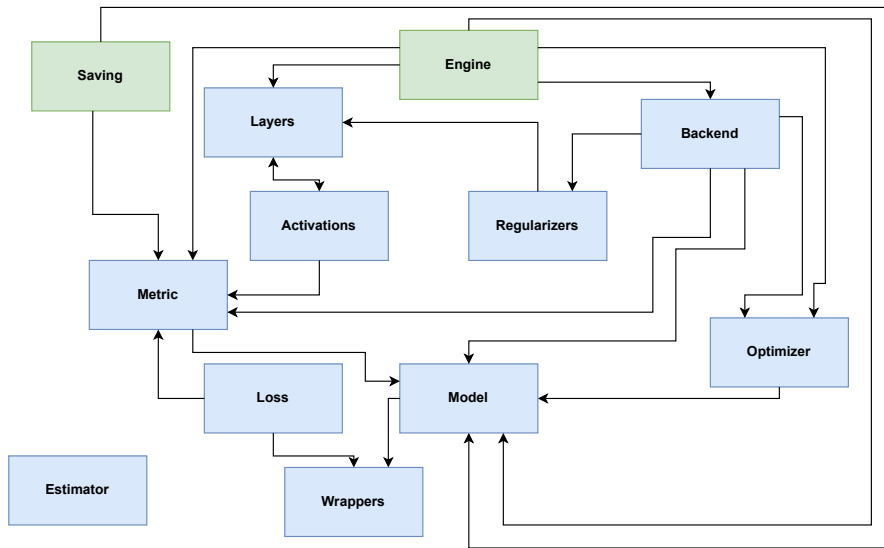 Engine
Saving
Layers
Backend
Activations
Regularizers
Metric
Optimizer
Loss
Model
Estimator
Wrappers